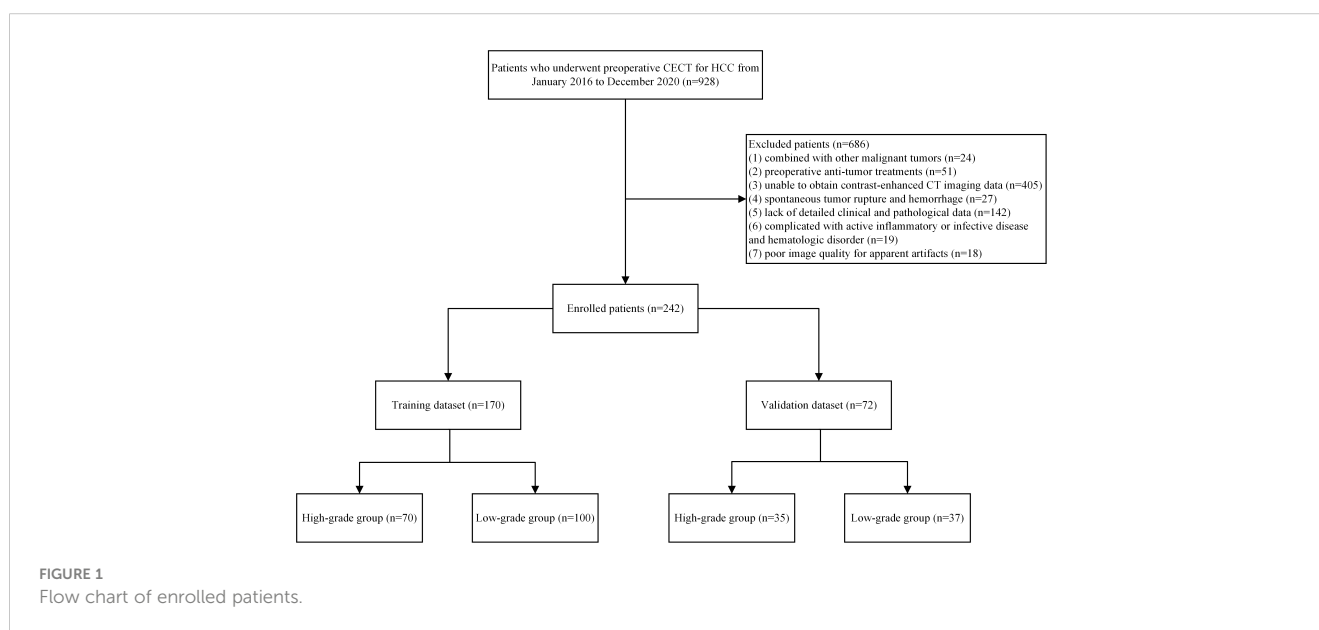 Patients who underwent preoperative CECT for HCC from
January 2016 to December 2020 (n=928)
Excluded patients (n=686)
(1) combined with other malignant tumors (n=24)
(2) preoperative anti-tumor treatments (n=51)
(3) unable to obtain contrast-enhanced CT imaging data (n=405)
(4) spontaneous tumor rupture and hemorrhage (n=27)
(5) lack of detailed clinical and pathological data (n=142)
(6) complicated with active inflammatory or infective disease
and hematologic disorder (n=19)
(7) poor image quality for apparent artifacts (n=18)
Enrolled patients (n=242)
Training dataset (n=170)
Validation dataset (n=72)
High-grade group (n=70)
Low-grade group (n=100)
High-grade group (n=35)
Low-grade group (n=37)
FIGURE 1
Flow chart of enrolled patients.